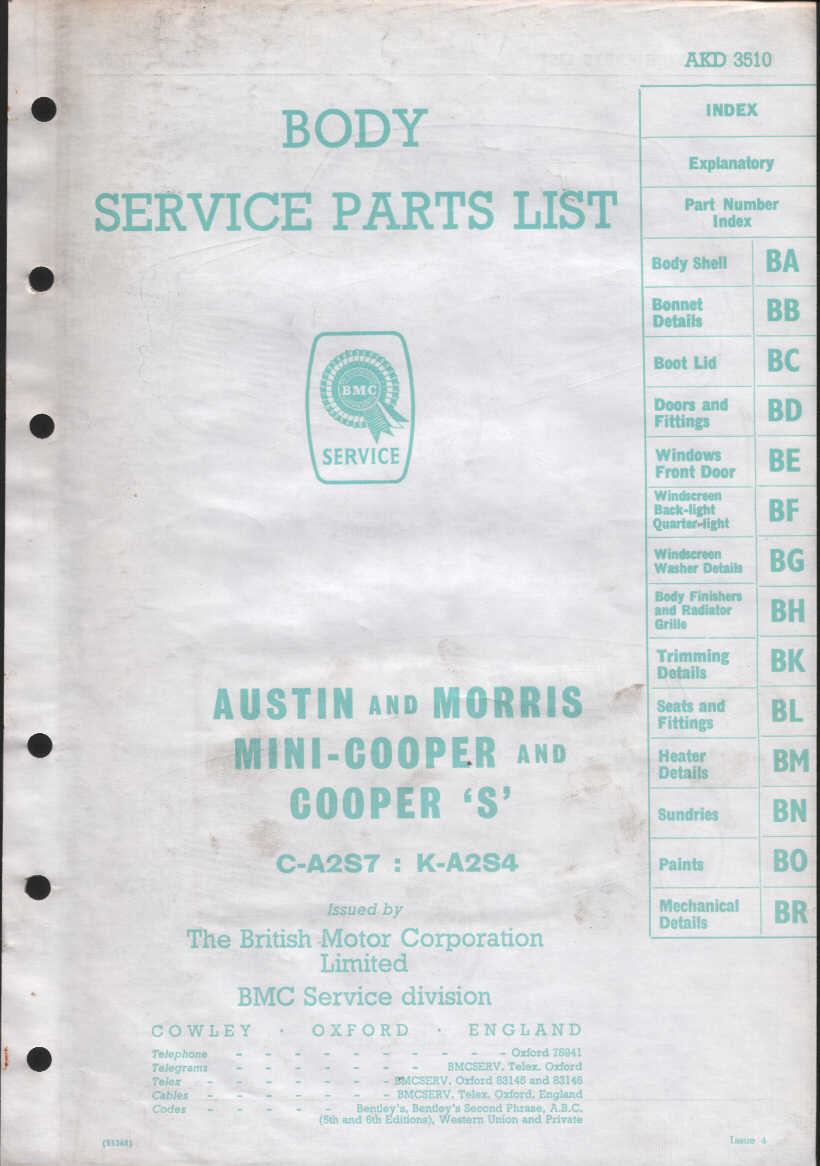 AKD 3510
BODY
SERVICE PARTS LIST
BMC
SERVICE
AUSTIN AND MORRIS
MINI-COOPER AND
COOPER ‘S’
C-A2S7 : K-A2S4
Issued by
The British Motor Corporation
Limited
BMC Service division
COWLEY · OXFORD · ENGLAND
Telephone - - - - - - - - - - Oxford 78941
Telegrams - - - - - - - BMCSERV. Telex. Oxford
Telex - - - - - - BMCSERV. Oxford 83145 and 83146
Cables - - - - - - BMCSERV. Telex. Oxford, England
Codes - - - - Bentley's, Bentley's Second Phrase, A.B.C.
(5th and 6th Editions), Western Union and Private
INDEX
Explanatory
Part Number
Index
Body Shell BA
Bonnet
Details BB
Boot Lid BC
Doors and
Fittings BD
Windows
Front Door BE
Windscreen
Back-light
Quarter-light BF
Windscreen
Washer Details BG
Body Finishers
and Radiator
Grille BH
Trimming
Details BK
Seats and
Fittings BL
Heater
Details BM
Sundries BN
Paints BO
Mechanical
Details BR
Issue 4